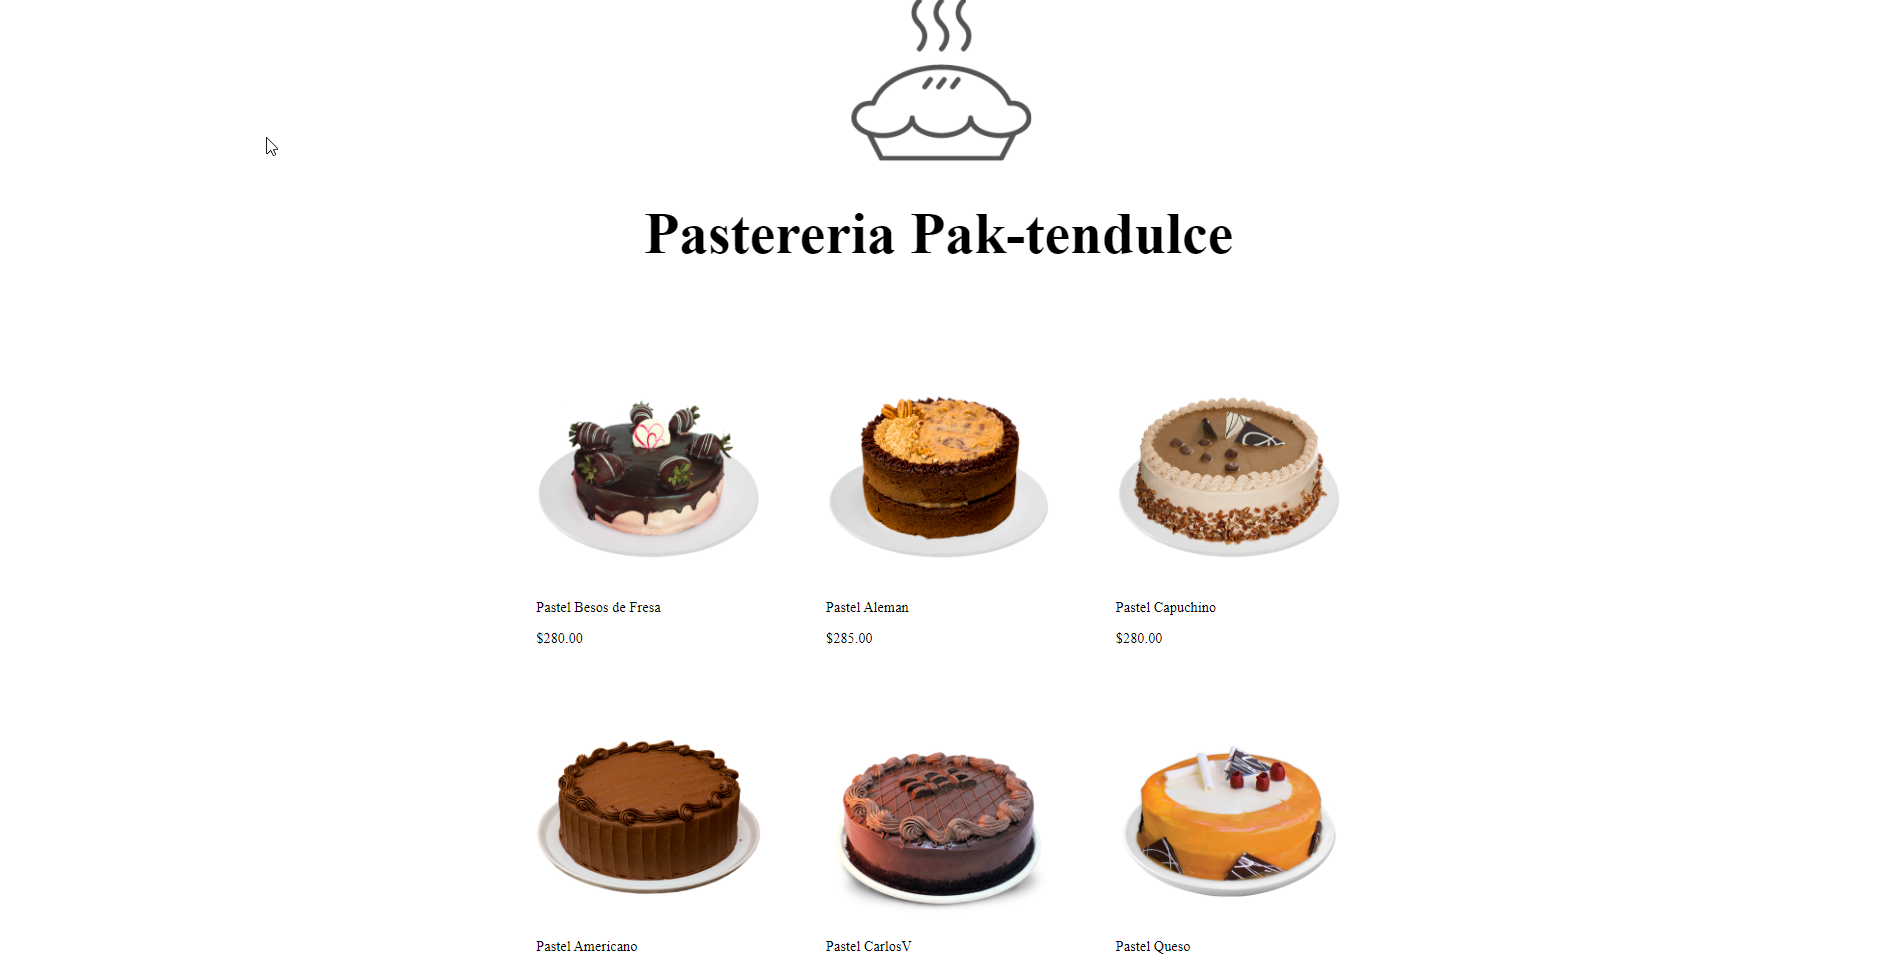 Pastereria Pak-tendulce
Pastel Besos de Fresa
$280.00
Pastel Aleman
$285.00
Pastel Capuchino
$280.00
Pastel Americano
Pastel CarlosV
Pastel Queso